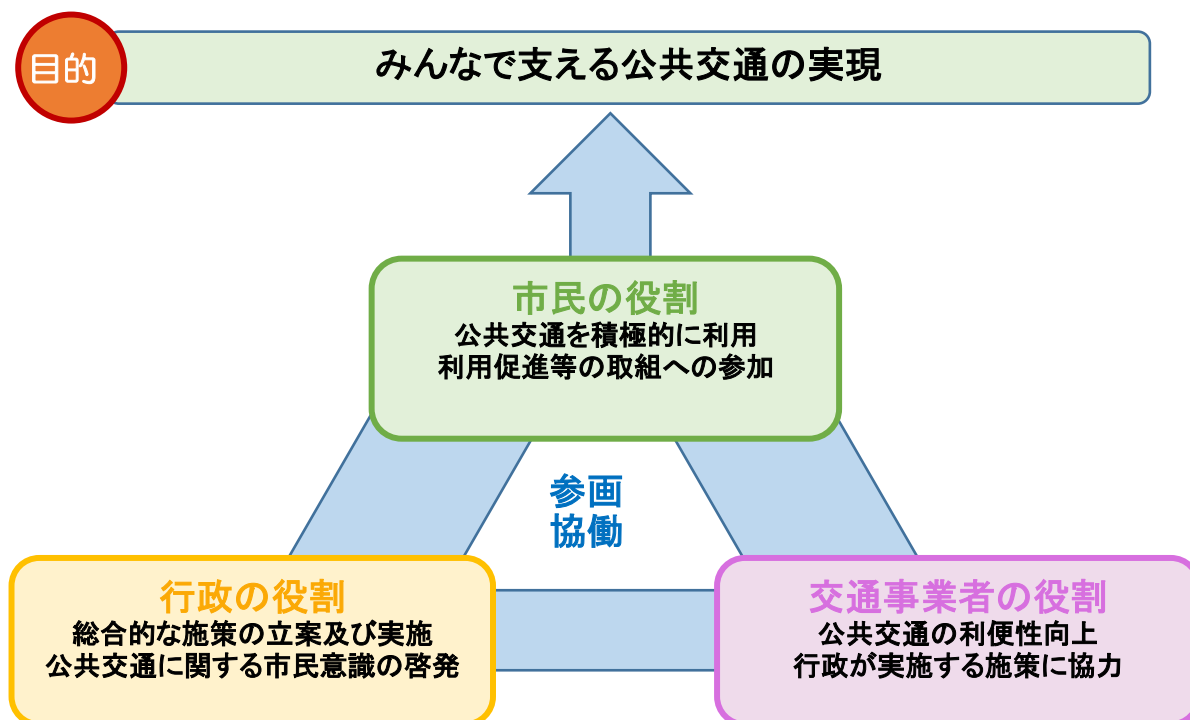 目的
みんなで支える公共交通の実現
市民の役割
公共交通を積極的に利用
利用促進等の取組への参加
参画
協働
行政の役割
総合的な施策の立案及び実施
公共交通に関する市民意識の啓発
交通事業者の役割
公共交通の利便性向上
行政が実施する施策に協力